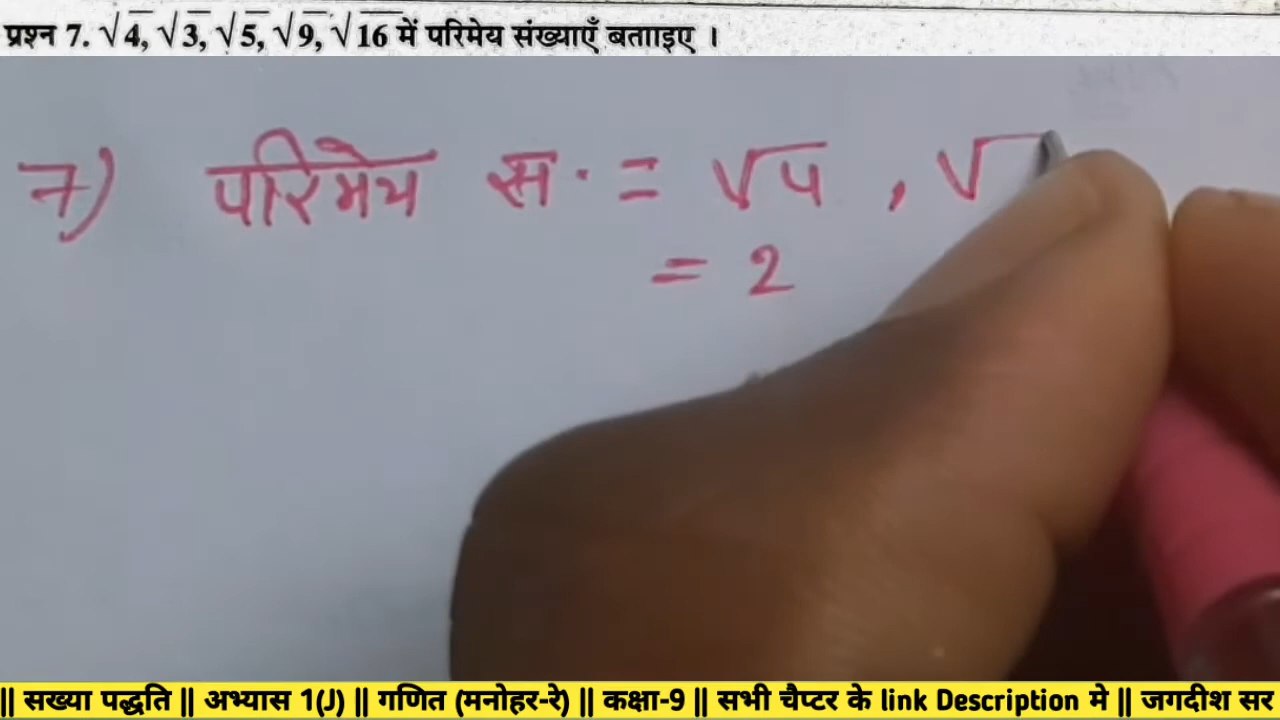 प्रश्न 7. √4, √3, √5, √9, √16 में परिमेय संख्याएँ बतााइए ।
7) परिमेय स. = √4 , √
= 2
|| सख्या पद्धति || अभ्यास 1(J) || गणित (मनोहर-रे) || कक्षा-9 || सभी चैप्टर के link Description मे || जगदीश सर